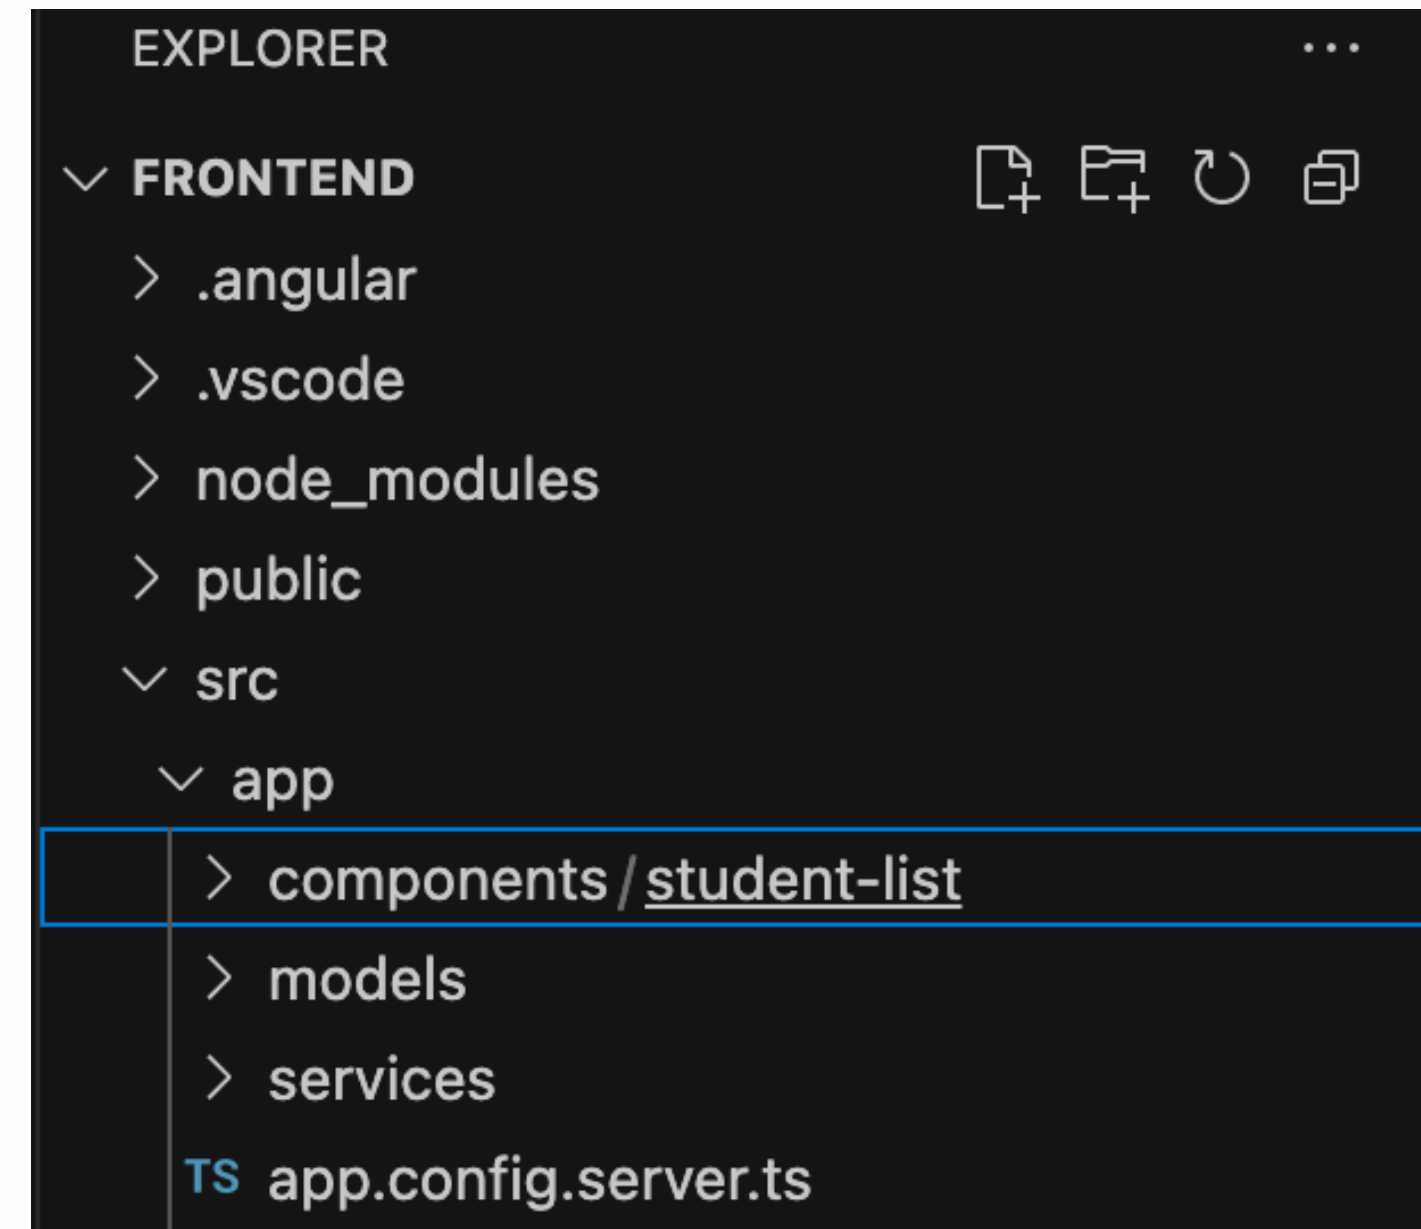 EXPLORER
FRONTEND
.angular
.vscode
node_modules
public
src
app
components/student-list
models
services
TS app.config.server.ts